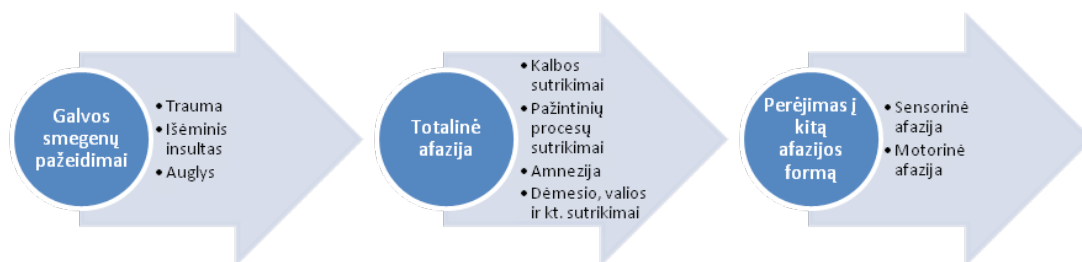 Galvos
smegenų
pažeidimai
• Trauma
• Išėminis
insultas
• Auglys
Totalinė
afazija
• Kalbos
sutrikimai
• Pažintinių
procesų
sutrikimai
• Amnezija
• Dėmesio, valios
ir kt. sutrikimai
Perėjimas į
kitą
afazijos
formą
• Sensorinė
afazija
• Motorinė
afazija